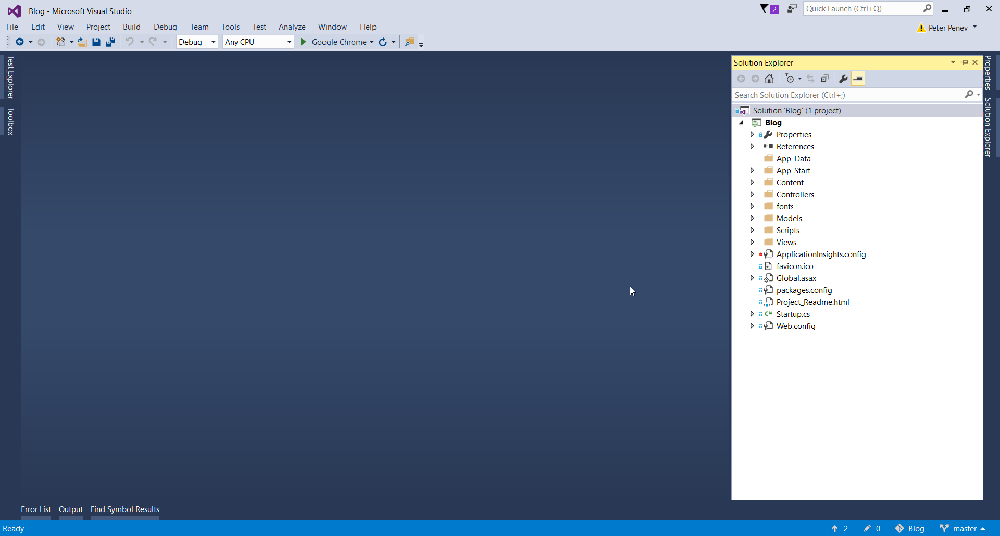 Blog - Microsoft Visual Studio
2
Quick Launch (Ctrl+Q)
File Edit View Project Build Debug Team Tools Test Analyze Window Help
Peter Penev
Debug Any CPU Google Chrome
Test Explorer
Toolbox
Solution Explorer
Search Solution Explorer (Ctrl+;)
Solution 'Blog' (1 project)
Blog
Properties
References
App_Data
App_Start
Content
Controllers
fonts
Models
Scripts
Views
ApplicationInsights.config
favicon.ico
Global.asax
packages.config
Project_Readme.html
C# Startup.cs
Web.config
Properties
Solution Explorer
Error List Output Find Symbol Results
Ready
2 0 Blog master